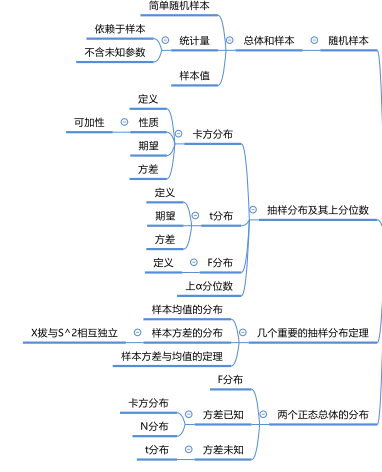 简单随机样本
依赖于样本
不含未知参数
统计量
总体和样本
随机样本
样本值
定义
可加性
性质
期望
方差
卡方分布
定义
期望
方差
t分布
抽样分布及其上分位数
定义
F分布
上α分位数
样本均值的分布
X拔与S^2相互独立
样本方差的分布
几个重要的抽样分布定理
样本方差与均值的定理
F分布
卡方分布
N分布
方差已知
两个正态总体的分布
t分布
方差未知